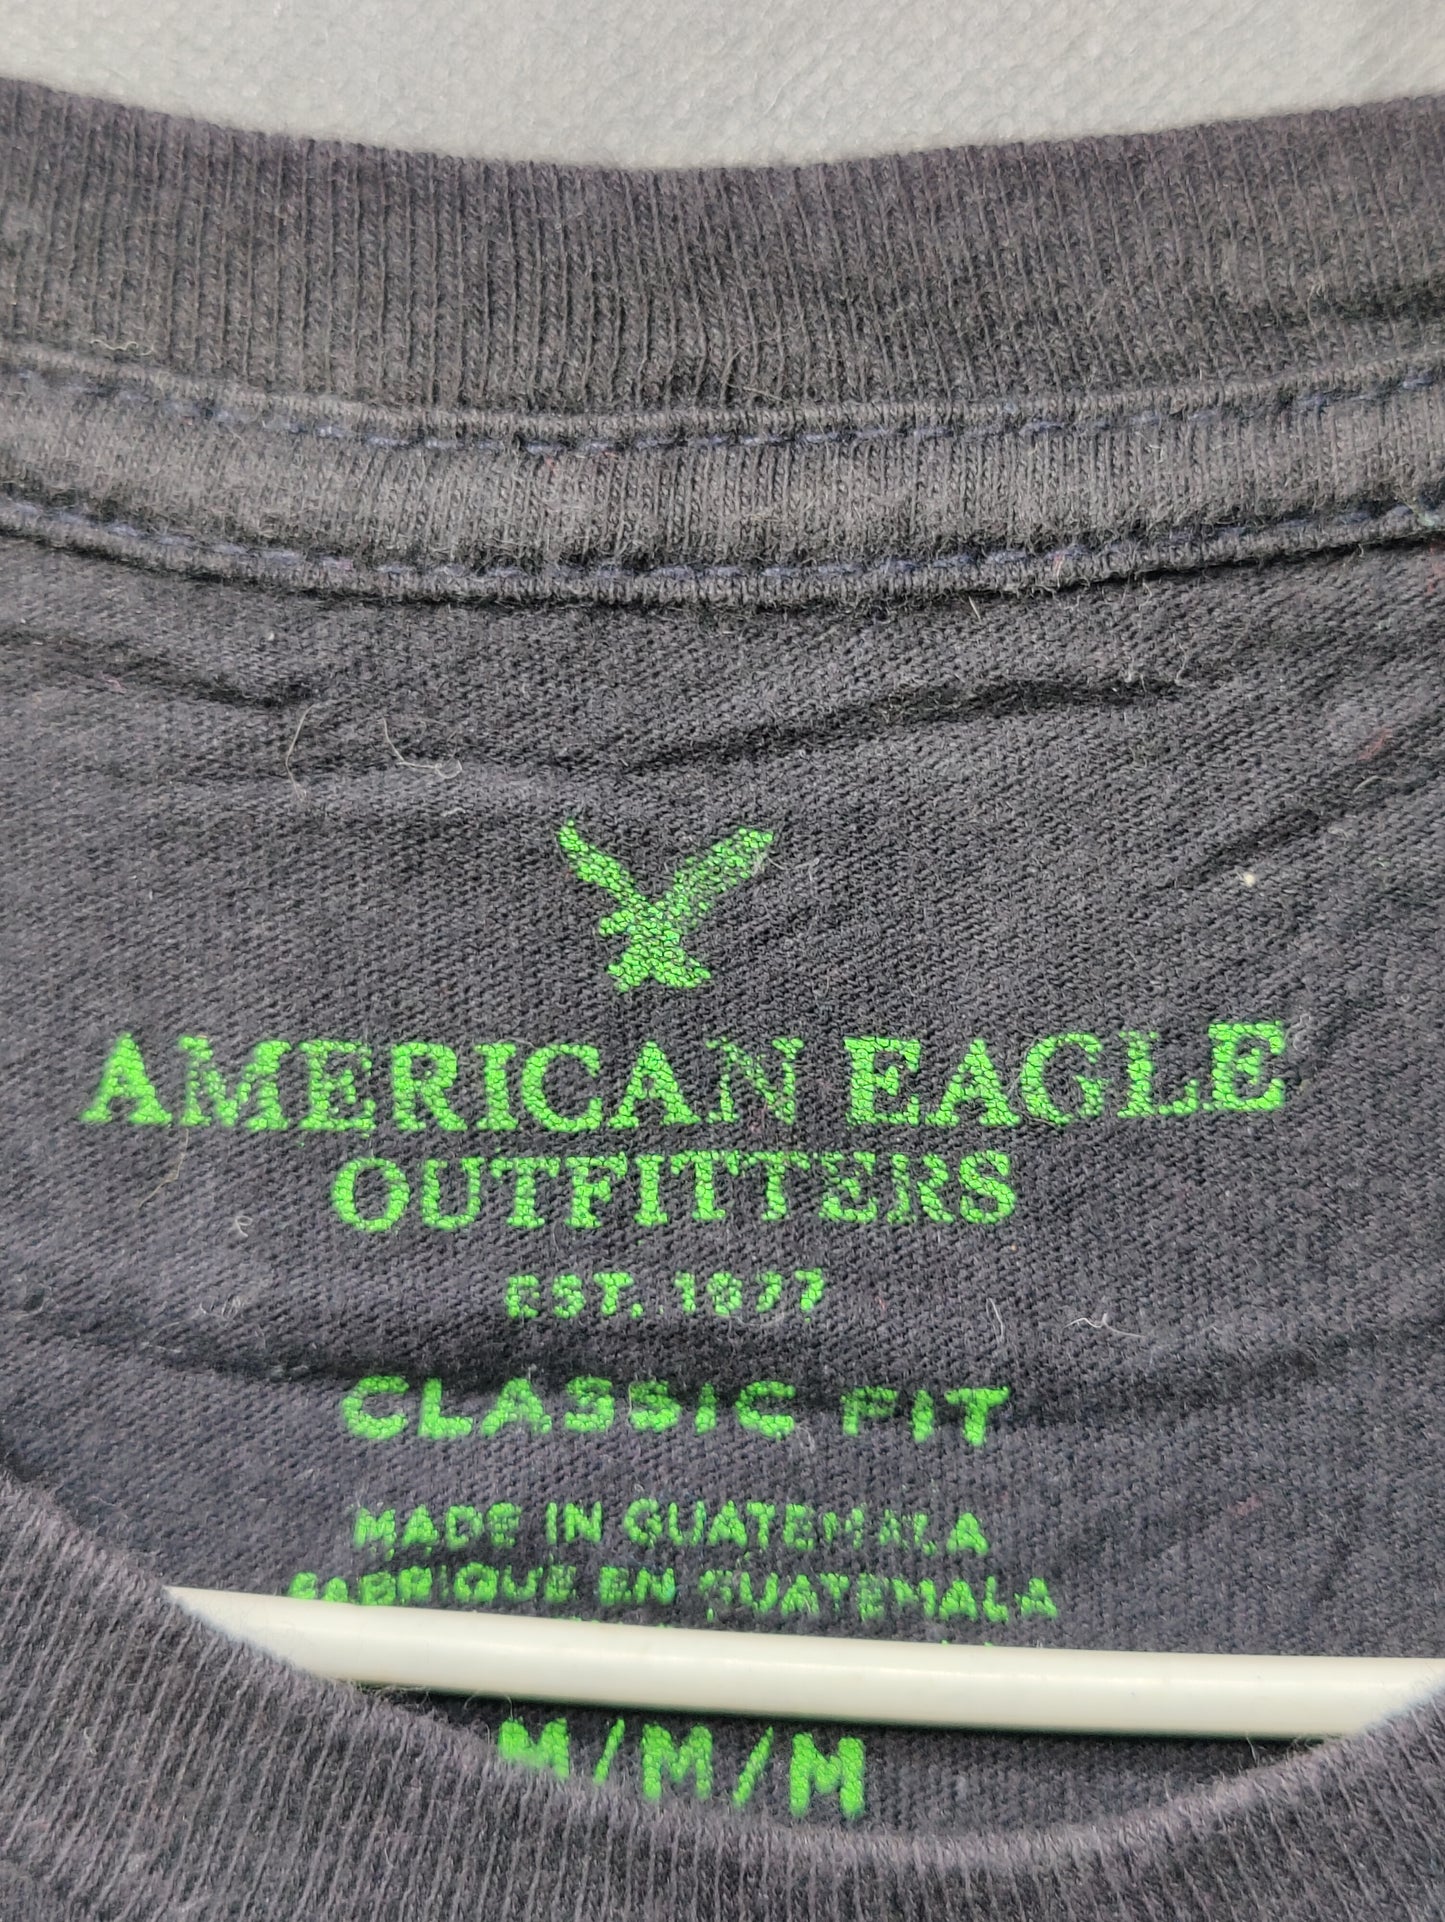 AMERICAN EAGLE
OUTFITTERS
EST. 1977
CLASSIC FIT
MADE IN GUATEMALA
FABRIQUE EN GUATEMALA
M/M/M